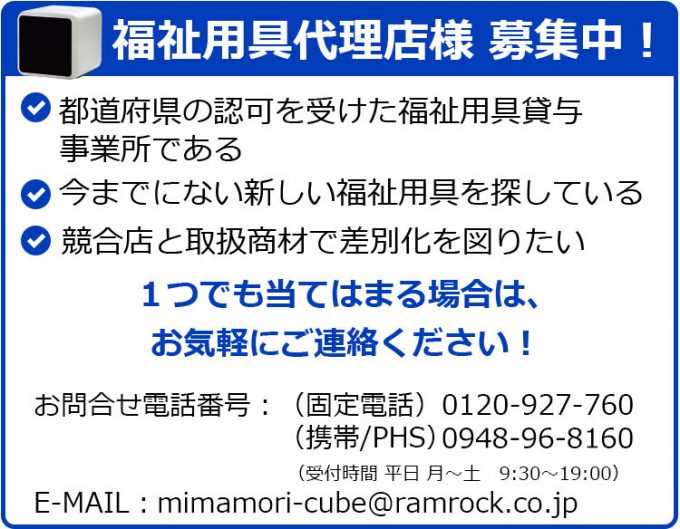 福祉用具代理店様 募集中！
都道府県の認可を受けた福祉用具貸与
事業所である
今までにない新しい福祉用具を探している
競合店と取扱商材で差別化を図りたい
１つでも当てはまる場合は、
お気軽にご連絡ください！
お問合せ電話番号：（固定電話）0120-927-760
（携帯/PHS）0948-96-8160
（受付時間 平日 月～土　9:30～19:00）
E-MAIL：mimamori-cube@ramrock.co.jp